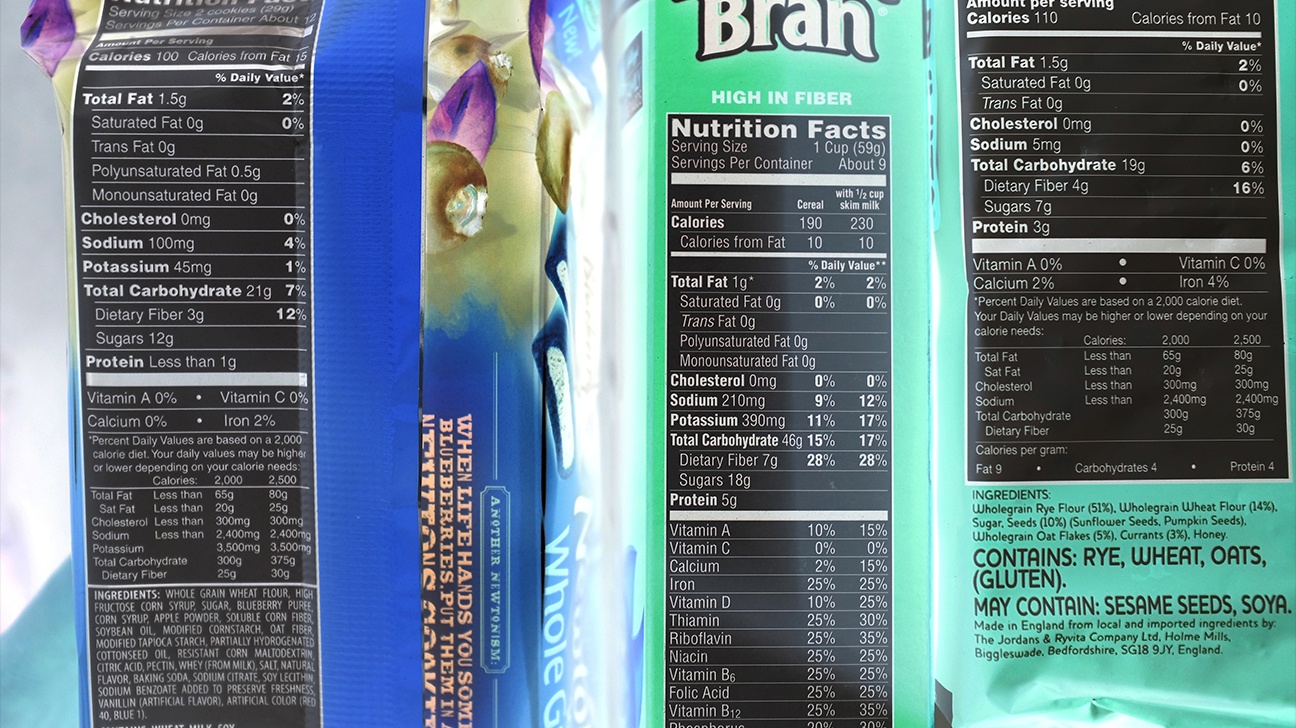 Nutrition Facts
Serving Size 2 cookies (29g)
Servings Per Container About 12
Amount Per Serving
Calories 100 Calories from Fat 15
% Daily Value*
Total Fat 1.5g 2%
Saturated Fat 0g 0%
Trans Fat 0g
Polyunsaturated Fat 0.5g
Monounsaturated Fat 0g
Cholesterol 0mg 0%
Sodium 100mg 4%
Potassium 45mg 1%
Total Carbohydrate 21g 7%
Dietary Fiber 3g 12%
Sugars 12g
Protein Less than 1g
Vitamin A 0% • Vitamin C 0%
Calcium 0% • Iron 2%
*Percent Daily Values are based on a 2,000
calorie diet. Your daily values may be higher
or lower depending on your calorie needs:
Calories: 2,000 2,500
Total Fat Less than 65g 80g
Sat Fat Less than 20g 25g
Cholesterol Less than 300mg 300mg
Sodium Less than 2,400mg 2,400mg
Potassium 3,500mg 3,500mg
Total Carbohydrate 300g 375g
Dietary Fiber 25g 30g
INGREDIENTS: WHOLE GRAIN WHEAT FLOUR, HIGH
FRUCTOSE CORN SYRUP, SUGAR, BLUEBERRY PUREE,
CORN SYRUP, APPLE POWDER, SOLUBLE CORN FIBER,
SOYBEAN OIL, MODIFIED CORNSTARCH, OAT FIBER,
MODIFIED TAPIOCA STARCH, PARTIALLY HYDROGENATED
COTTONSEED OIL, RESISTANT CORN MALTODEXTRIN,
CITRIC ACID, PECTIN, WHEY (FROM MILK), SALT, NATURAL
FLAVOR, BAKING SODA, SODIUM CITRATE, SOY LECITHIN,
SODIUM BENZOATE ADDED TO PRESERVE FRESHNESS,
VANILLIN (ARTIFICIAL FLAVOR), ARTIFICIAL COLOR (RED
40, BLUE 1).
CONTAINS: WHEAT, MILK, SOY
WHEN LIFE HANDS YOU SOM
BLUEBERRIES, PUT THEM IN
ANOTHER NEWTONISM:
Whole G
Bran®
HIGH IN FIBER
Nutrition Facts
Serving Size 1 Cup (59g)
Servings Per Container About 9
with 1/2 cup
Amount Per Serving Cereal skim milk
Calories 190 230
Calories from Fat 10 10
% Daily Value**
Total Fat 1g* 2% 2%
Saturated Fat 0g 0% 0%
Trans Fat 0g
Polyunsaturated Fat 0g
Monounsaturated Fat 0g
Cholesterol 0mg 0% 0%
Sodium 210mg 9% 12%
Potassium 390mg 11% 17%
Total Carbohydrate 46g 15% 17%
Dietary Fiber 7g 28% 28%
Sugars 18g
Protein 5g
Vitamin A 10% 15%
Vitamin C 0% 0%
Calcium 2% 15%
Iron 25% 25%
Vitamin D 10% 25%
Thiamin 25% 30%
Riboflavin 25% 35%
Niacin 25% 25%
Vitamin B6 25% 25%
Folic Acid 25% 25%
Vitamin B12 25% 35%
Phosphorus 20% 30%
Amount per serving
Calories 110 Calories from Fat 10
% Daily Value*
Total Fat 1.5g 2%
Saturated Fat 0g 0%
Trans Fat 0g
Cholesterol 0mg 0%
Sodium 5mg 0%
Total Carbohydrate 19g 6%
Dietary Fiber 4g 16%
Sugars 7g
Protein 3g
Vitamin A 0% • Vitamin C 0%
Calcium 2% • Iron 4%
*Percent Daily Values are based on a 2,000 calorie diet.
Your Daily Values may be higher or lower depending on your
calorie needs:
Calories: 2,000 2,500
Total Fat Less than 65g 80g
Sat Fat Less than 20g 25g
Cholesterol Less than 300mg 300mg
Sodium Less than 2,400mg 2,400mg
Total Carbohydrate 300g 375g
Dietary Fiber 25g 30g
Calories per gram:
Fat 9 • Carbohydrates 4 • Protein 4
INGREDIENTS:
Wholegrain Rye Flour (51%), Wholegrain Wheat Flour (14%),
Sugar, Seeds (10%) (Sunflower Seeds, Pumpkin Seeds),
Wholegrain Oat Flakes (5%), Currants (3%), Honey.
CONTAINS: RYE, WHEAT, OATS,
(GLUTEN).
MAY CONTAIN: SESAME SEEDS, SOYA.
Made in England from local and imported ingredients by:
The Jordans & Ryvita Company Ltd, Holme Mills,
Biggleswade, Bedfordshire, SG18 9JY, England.